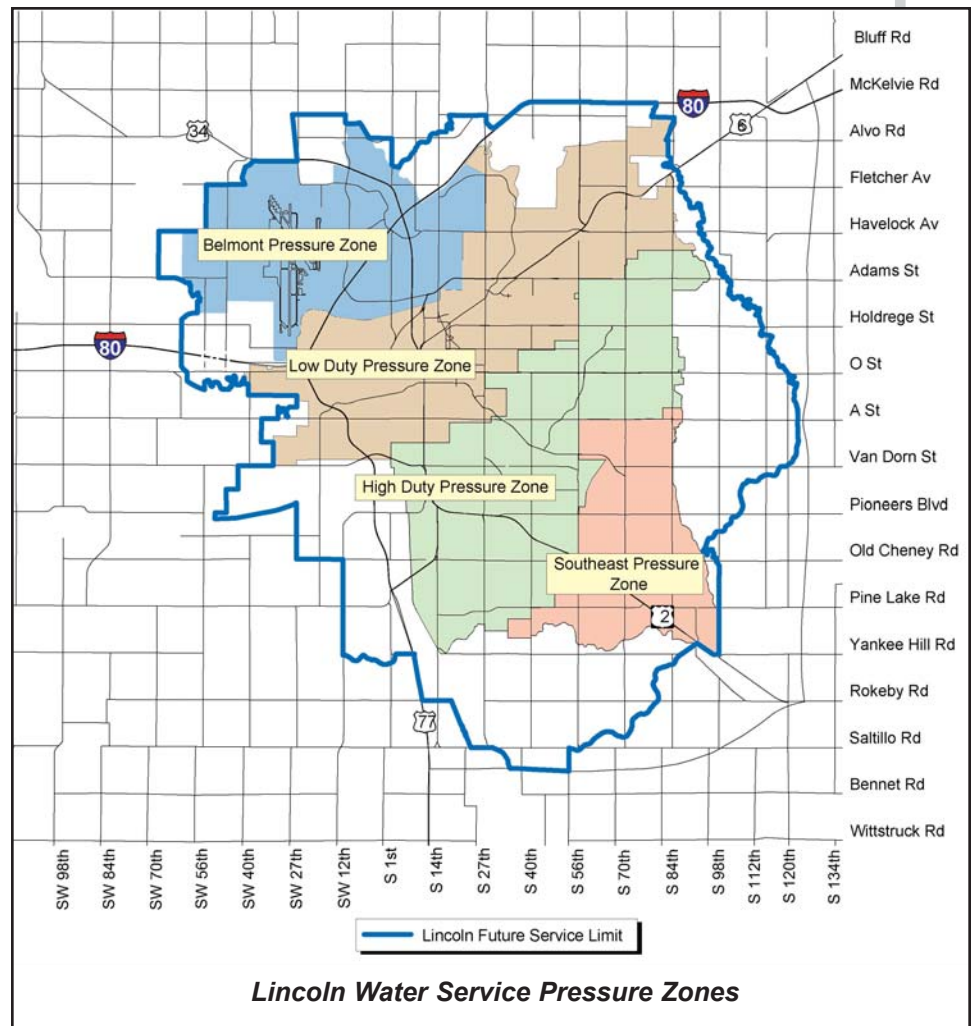 Bluff Rd
McKelvie Rd
80
34
6
Alvo Rd
Fletcher Av
Havelock Av
Belmont Pressure Zone
Adams St
Holdrege St
80
Low Duty Pressure Zone
O St
A St
Van Dorn St
High Duty Pressure Zone
Pioneers Blvd
Old Cheney Rd
Southeast Pressure
Zone
Pine Lake Rd
2
Yankee Hill Rd
Rokeby Rd
77
Saltillo Rd
Bennet Rd
Wittstruck Rd
SW 98th
SW 84th
SW 70th
SW 56th
SW 40th
SW 27th
SW 12th
S 1st
S 14th
S 27th
S 40th
S 56th
S 70th
S 84th
S 98th
S 112th
S 120th
S 134th
Lincoln Future Service Limit
Lincoln Water Service Pressure Zones